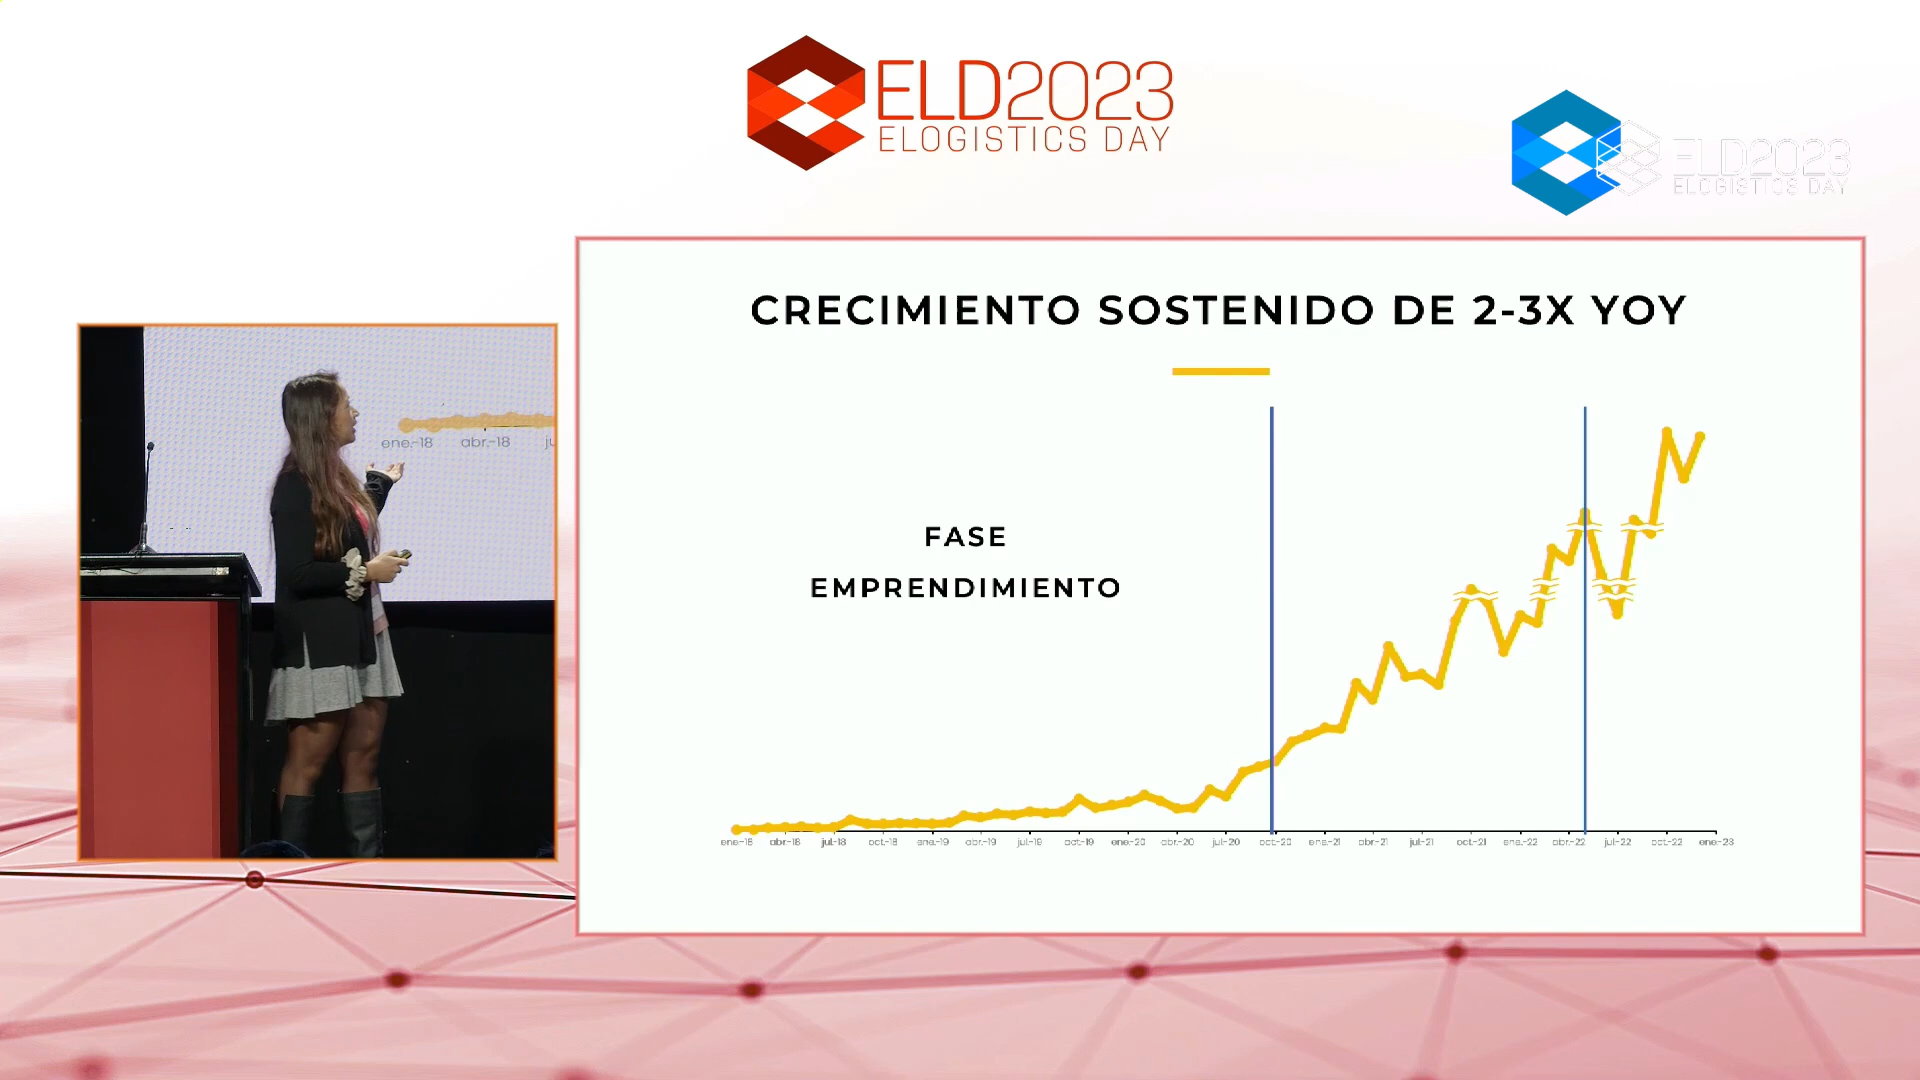 ELD2023
ELOGISTICS DAY
ELD2023
ELOGISTICS DAY
CRECIMIENTO SOSTENIDO DE 2-3X YOY
FASE
EMPRENDIMIENTO
ene.-18 abr.-18
ene.-18 abr.-18 jul.-18 oct.-18 ene.-19 abr.-19 jul.-19 oct.-19 ene.-20 abr.-20 jul.-20 oct.-20 ene.-21 abr.-21 jul.-21 oct.-21 ene.-22 abr.-22 jul.-22 oct.-22 ene.-23